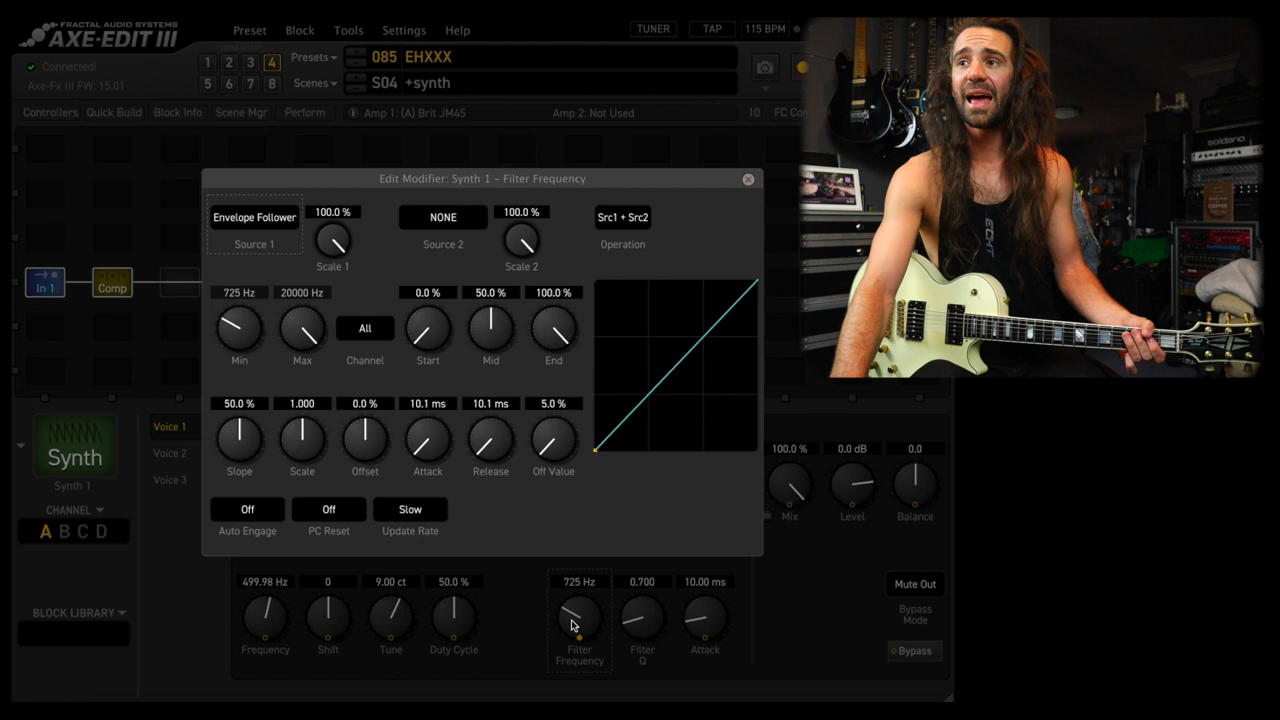 FRACTAL AUDIO SYSTEMS
AXE-EDIT III
Preset Block Tools Settings Help
TUNER TAP 115 BPM
Connected!
Axe-Fx III FW: 15.01
1 2 3 4
5 6 7 8
Presets 085 EHXXX
Scenes S04 +synth
Controllers Quick Build Block Info Scene Mgr Perform Amp 1: (A) Brit JM45 Amp 2: Not Used 10
Edit Modifier: Synth 1 – Filter Frequency
Envelope Follower 100.0 % NONE 100.0 % Src1 + Src2
Source 1 Scale 1 Source 2 Scale 2 Operation
725 Hz 20000 Hz All 0.0 % 50.0 % 100.0 %
Min Max Channel Start Mid End
50.0 % 1.000 0.0 % 10.1 ms 10.1 ms 5.0 %
Slope Scale Offset Attack Release Off Value
Off Off Slow
Auto Engage PC Reset Update Rate
In 1 Comp
Synth
Synth 1
CHANNEL
A B C D
BLOCK LIBRARY
Voice 1
Voice 2
Voice 3
100.0 % 0.0 dB 0.0
Mix Level Balance
499.98 Hz 0 9.00 ct 50.0 % 725 Hz 0.700 10.00 ms
Frequency Shift Tune Duty Cycle Filter Frequency Filter Q Attack
Mute Out
Bypass Mode
Bypass
soldano